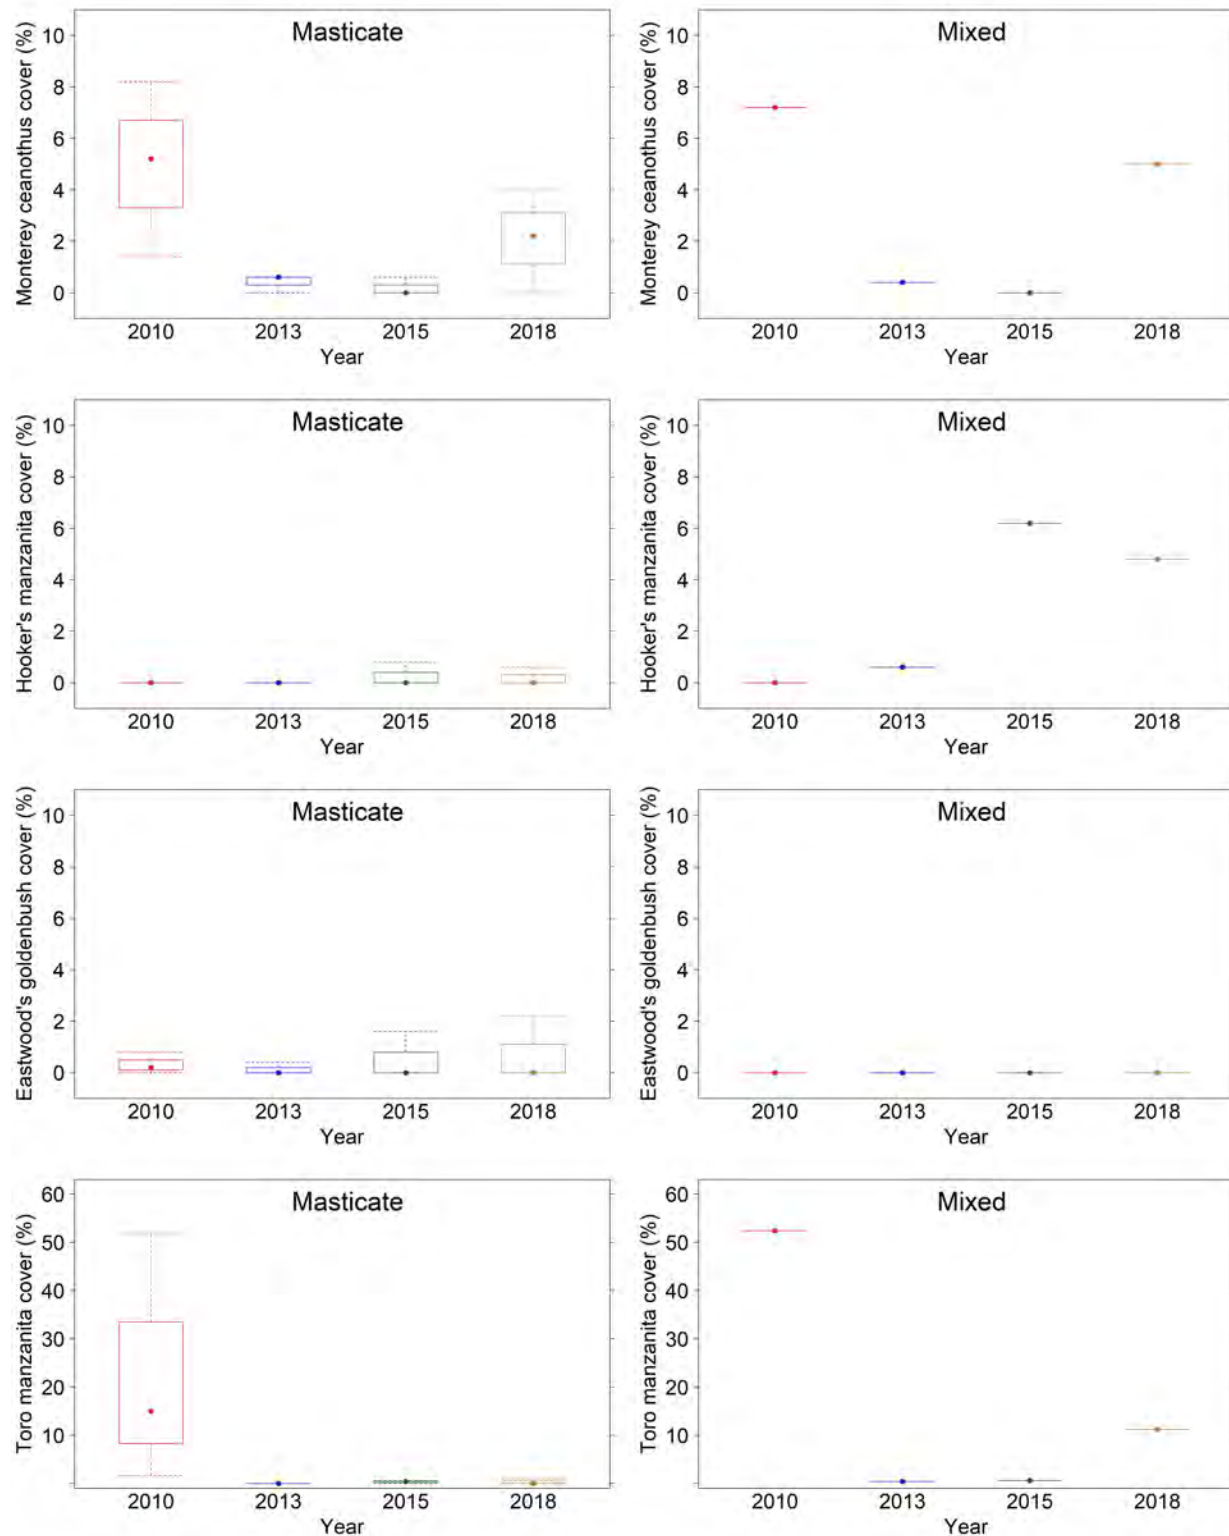 Masticate
Monterey ceanothus cover (%)
10
8
6
4
2
0
2010 2013 2015 2018
Year
Mixed
Monterey ceanothus cover (%)
10
8
6
4
2
0
2010 2013 2015 2018
Year
Masticate
Hooker's manzanita cover (%)
10
8
6
4
2
0
2010 2013 2015 2018
Year
Mixed
Hooker's manzanita cover (%)
10
8
6
4
2
0
2010 2013 2015 2018
Year
Masticate
Eastwood's goldenbush cover (%)
10
8
6
4
2
0
2010 2013 2015 2018
Year
Mixed
Eastwood's goldenbush cover (%)
10
8
6
4
2
0
2010 2013 2015 2018
Year
Masticate
Toro manzanita cover (%)
60
50
40
30
20
10
2010 2013 2015 2018
Year
Mixed
Toro manzanita cover (%)
60
50
40
30
20
10
2010 2013 2015 2018
Year